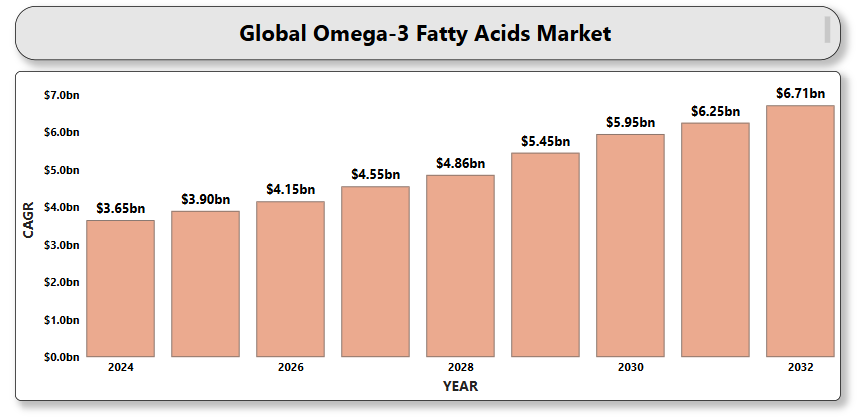 Global Omega-3 Fatty Acids Market
$7.0bn
$6.0bn
$5.0bn
$4.0bn
$3.0bn
$2.0bn
$1.0bn
$0.0bn
CAGR
$3.65bn
$3.90bn
$4.15bn
$4.55bn
$4.86bn
$5.45bn
$5.95bn
$6.25bn
$6.71bn
2024
2026
2028
2030
2032
YEAR